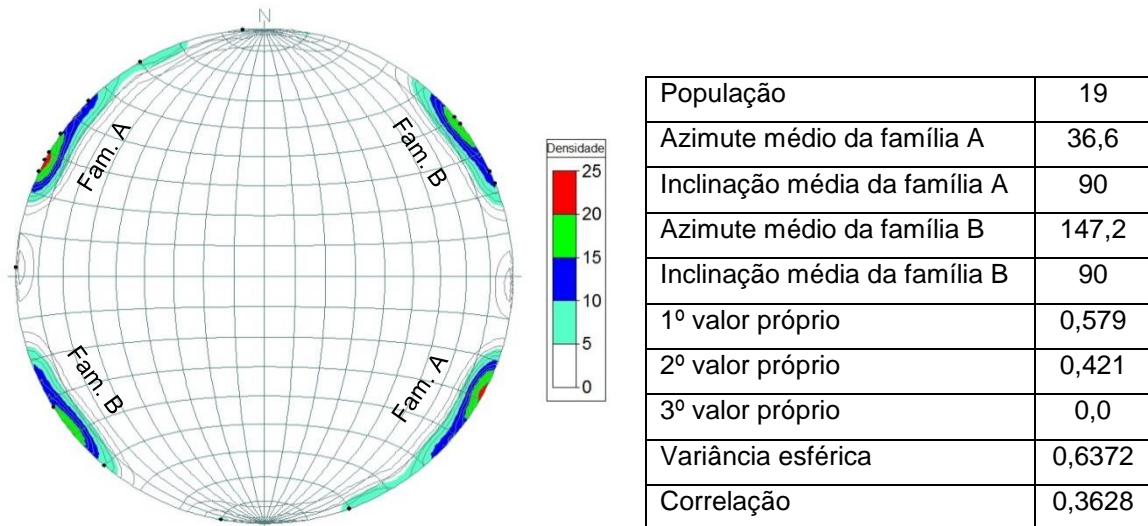 N
Fam. A
Fam. B
Fam. B
Fam. A
Densidade
25
20
15
10
5
0
População 19
Azimute médio da família A 36,6
Inclinação média da família A 90
Azimute médio da família B 147,2
Inclinação média da família B 90
1º valor próprio 0,579
2º valor próprio 0,421
3º valor próprio 0,0
Variância esférica 0,6372
Correlação 0,3628